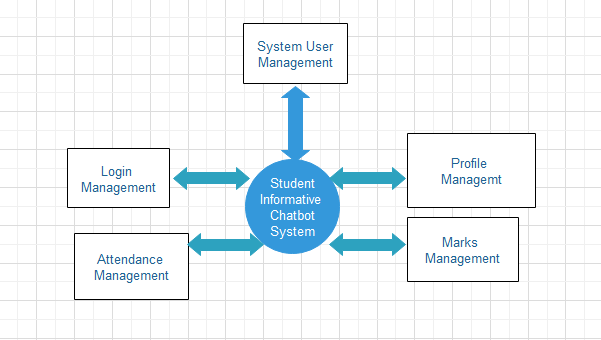 System User
Management
Login
Management
Student
Informative
Chatbot
System
Profile
Managemt
Attendance
Management
Marks
Management